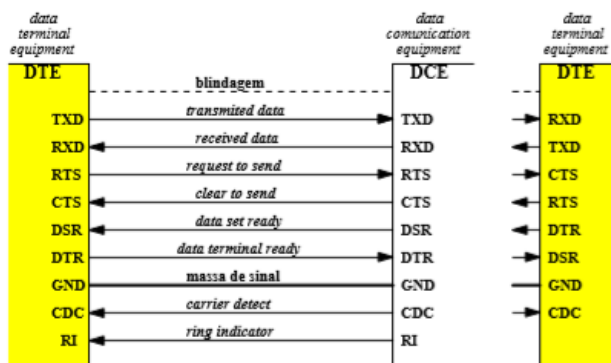 data
terminal
equipment
DTE
data
comunication
equipment
DCE
data
terminal
equipment
DTE
blindagem
TXD transmited data TXD RXD
RXD received data RXD TXD
RTS request to send RTS CTS
CTS clear to send CTS RTS
DSR data set ready DSR DTR
DTR data terminal ready DTR DSR
GND massa de sinal GND GND
CDC carrier detect CDC CDC
RI ring indicator RI